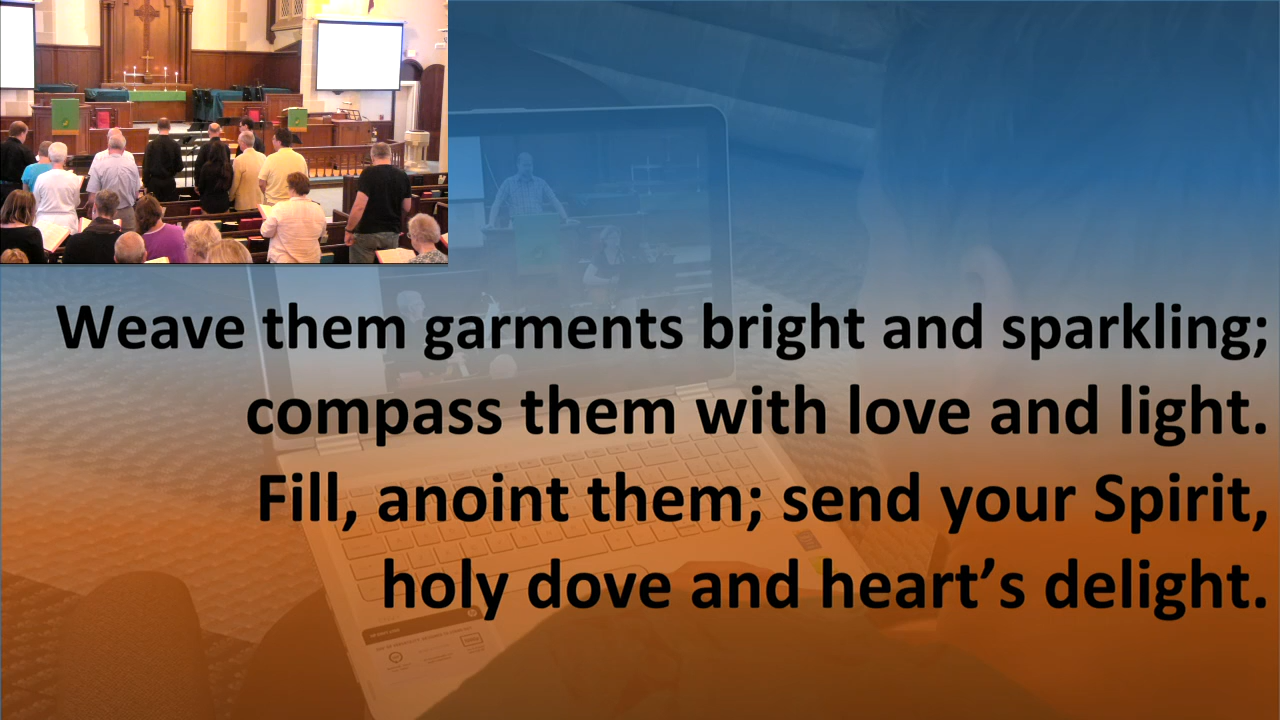 Weave them garments bright and sparkling;
compass them with love and light.
Fill, anoint them; send your Spirit,
holy dove and heart’s delight.